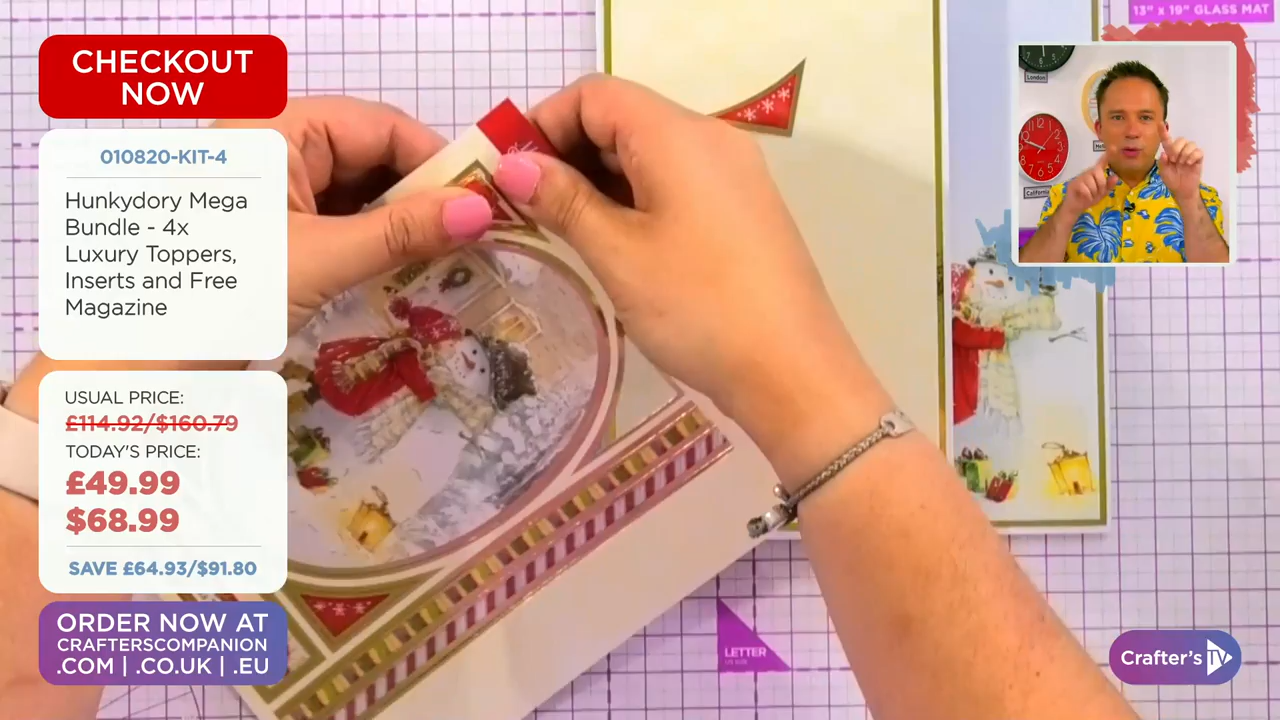 CHECKOUT
NOW
010820-KIT-4
Hunkydory Mega
Bundle - 4x
Luxury Toppers,
Inserts and Free
Magazine
USUAL PRICE:
£114.92/$160.79
TODAY'S PRICE:
£49.99
$68.99
SAVE £64.93/$91.80
ORDER NOW AT
CRAFTERSCOMPANION
.COM | .CO.UK | .EU
13" x 19" GLASS MAT
London
California
LETTER
Crafter's TV